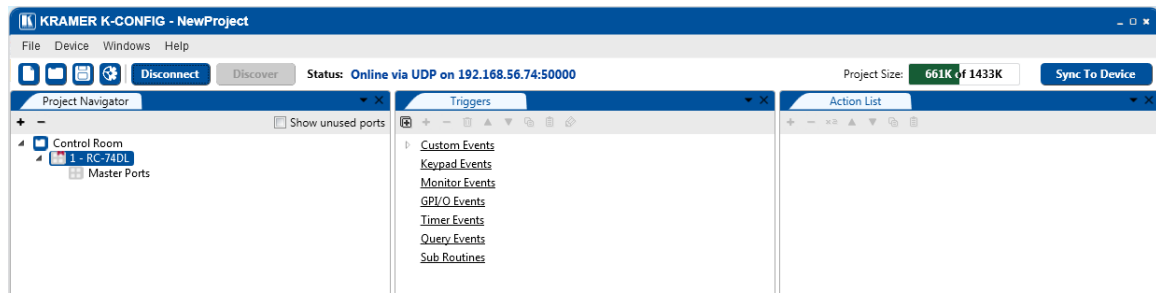 KRAMER K-CONFIG - NewProject
File Device Windows Help
Disconnect Discover Status: Online via UDP on 192.168.56.74:50000 Project Size: 661K of 1433K Sync To Device
Project Navigator Triggers Action List
Show unused ports
Control Room
1 - RC-74DL
Master Ports
Custom Events
Keypad Events
Monitor Events
GPI/O Events
Timer Events
Query Events
Sub Routines